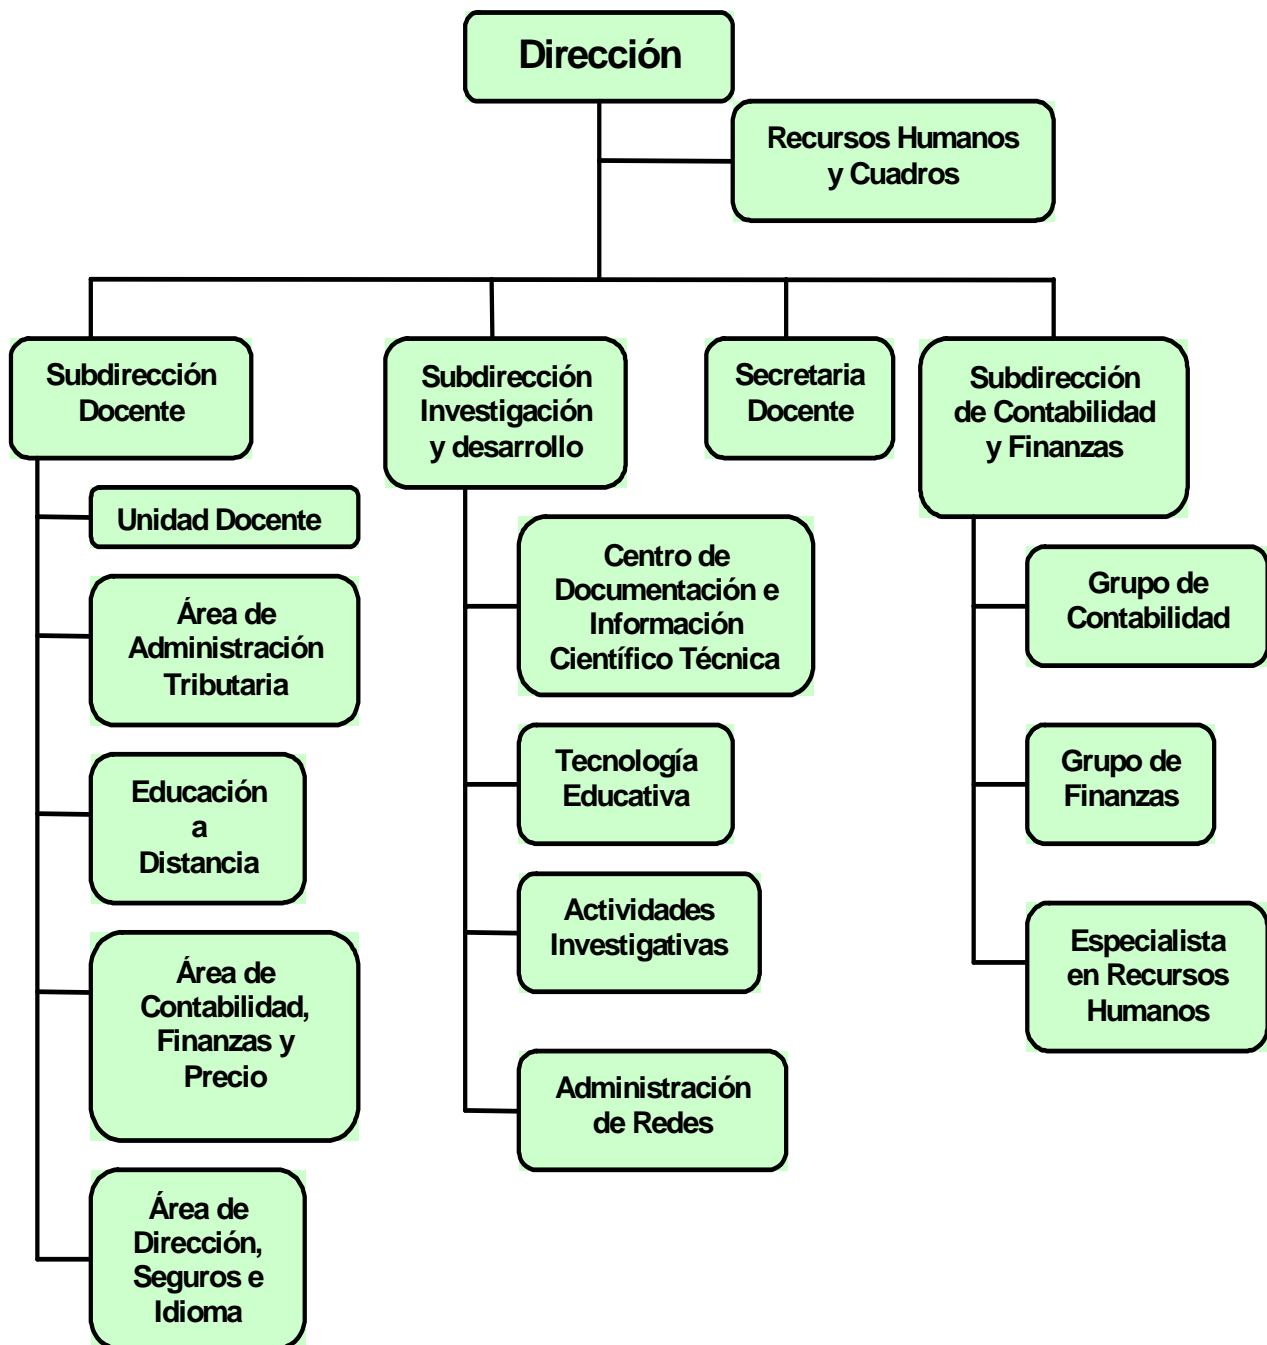 Dirección
Recursos Humanos
y Cuadros
Subdirección
Docente
Unidad Docente
Área de
Administración
Tributaria
Educación
a
Distancia
Área de
Contabilidad,
Finanzas y
Precio
Área de
Dirección,
Seguros e
Idioma
Subdirección
Investigación
y desarrollo
Centro de
Documentación e
Información
Científico Técnica
Tecnología
Educativa
Actividades
Investigativas
Administración
de Redes
Secretaria
Docente
Subdirección
de Contabilidad
y Finanzas
Grupo de
Contabilidad
Grupo de
Finanzas
Especialista
en Recursos
Humanos